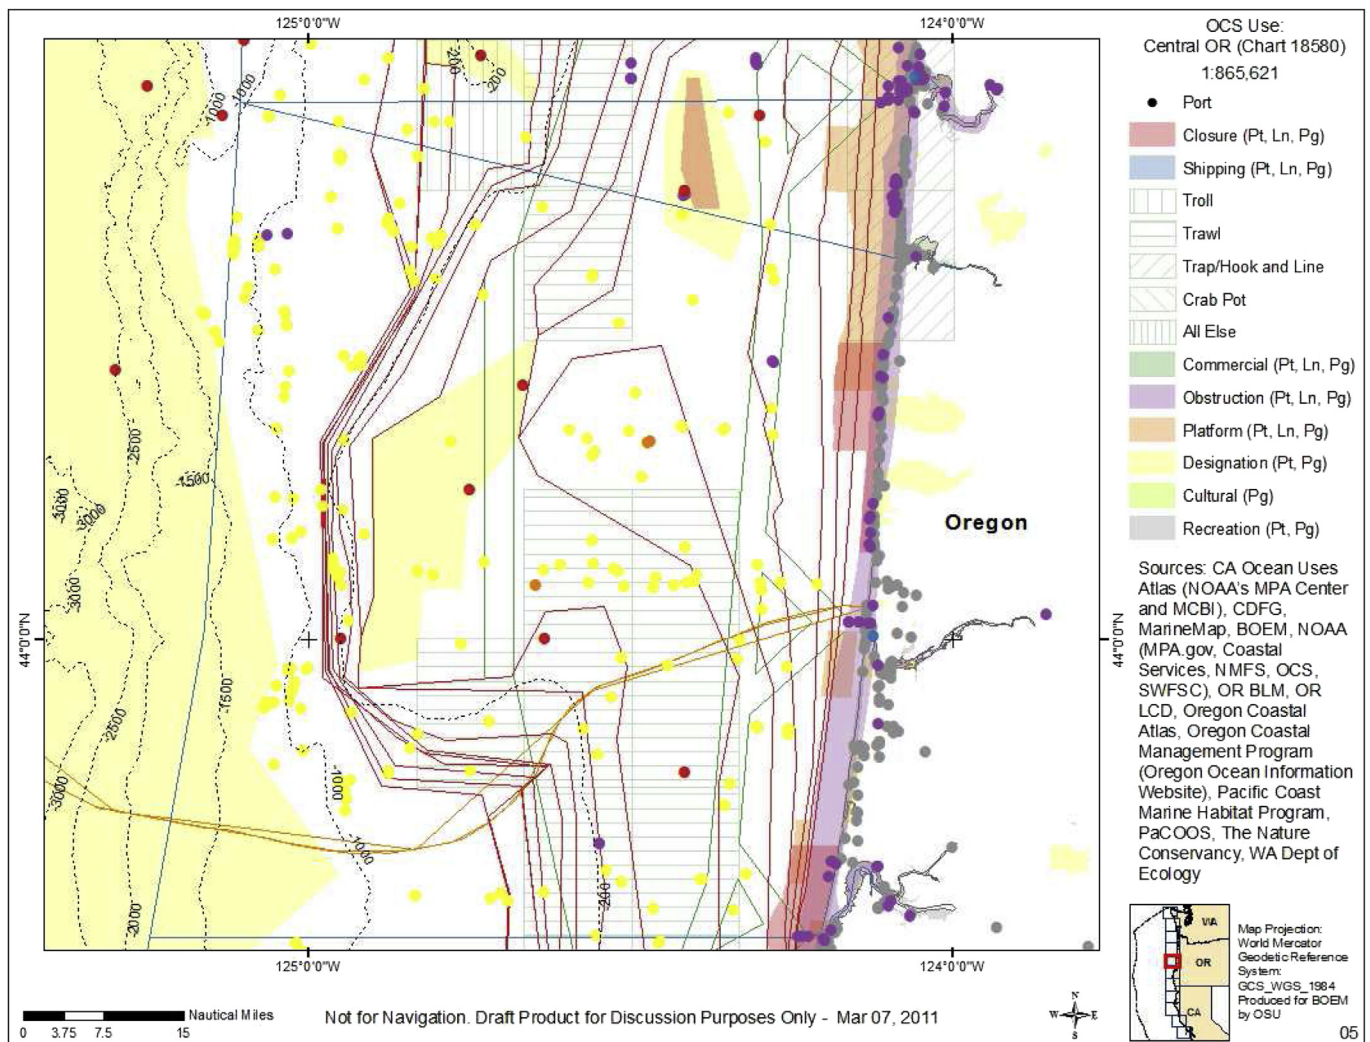 125°0'0"W
124°0'0"W
OCS Use:
Central OR (Chart 18580)
1:865,621
Port
Closure (Pt, Ln, Pg)
Shipping (Pt, Ln, Pg)
Troll
Trawl
Trap/Hook and Line
Crab Pot
All Else
Commercial (Pt, Ln, Pg)
Obstruction (Pt, Ln, Pg)
Platform (Pt, Ln, Pg)
Designation (Pt, Pg)
Cultural (Pg)
Recreation (Pt, Pg)
Sources: CA Ocean Uses
Atlas (NOAA's MPA Center
and MCBI), CDFG,
MarineMap, BOEM, NOAA
(MPA.gov, Coastal
Services, NMFS, OCS,
SWFSC), OR BLM, OR
LCD, Oregon Coastal
Atlas, Oregon Coastal
Management Program
(Oregon Ocean Information
Website), Pacific Coast
Marine Habitat Program,
PaCOOS, The Nature
Conservancy, WA Dept of
Ecology
-1000
-1000
-200
-200
-2500
-1500
-3000
-3000
Oregon
-3000
44°0'0"N
44°0'0"N
-1500
-2500
-3000
-1000
-1000
-200
-2000
125°0'0"W
124°0'0"W
WA
OR
CA
Map Projection:
World Mercator
Geodetic Reference
System:
GCS_WGS_1984
Produced for BOEM
by OSU
05
0 3.75 7.5 15 Nautical Miles
Not for Navigation. Draft Product for Discussion Purposes Only - Mar 07, 2011
N
W E
S